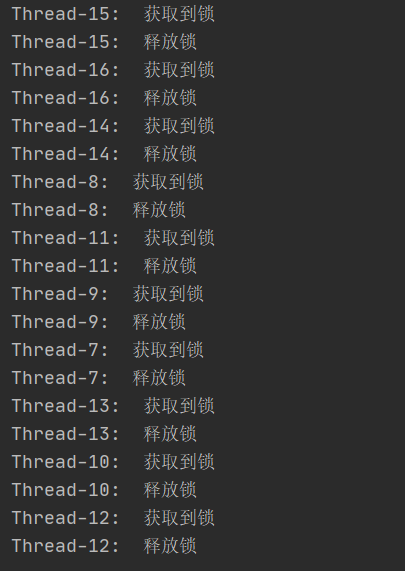 Thread-15:  获取到锁
Thread-15:  释放锁
Thread-16:  获取到锁
Thread-16:  释放锁
Thread-14:  获取到锁
Thread-14:  释放锁
Thread-8:  获取到锁
Thread-8:  释放锁
Thread-11:  获取到锁
Thread-11:  释放锁
Thread-9:  获取到锁
Thread-9:  释放锁
Thread-7:  获取到锁
Thread-7:  释放锁
Thread-13:  获取到锁
Thread-13:  释放锁
Thread-10:  获取到锁
Thread-10:  释放锁
Thread-12:  获取到锁
Thread-12:  释放锁